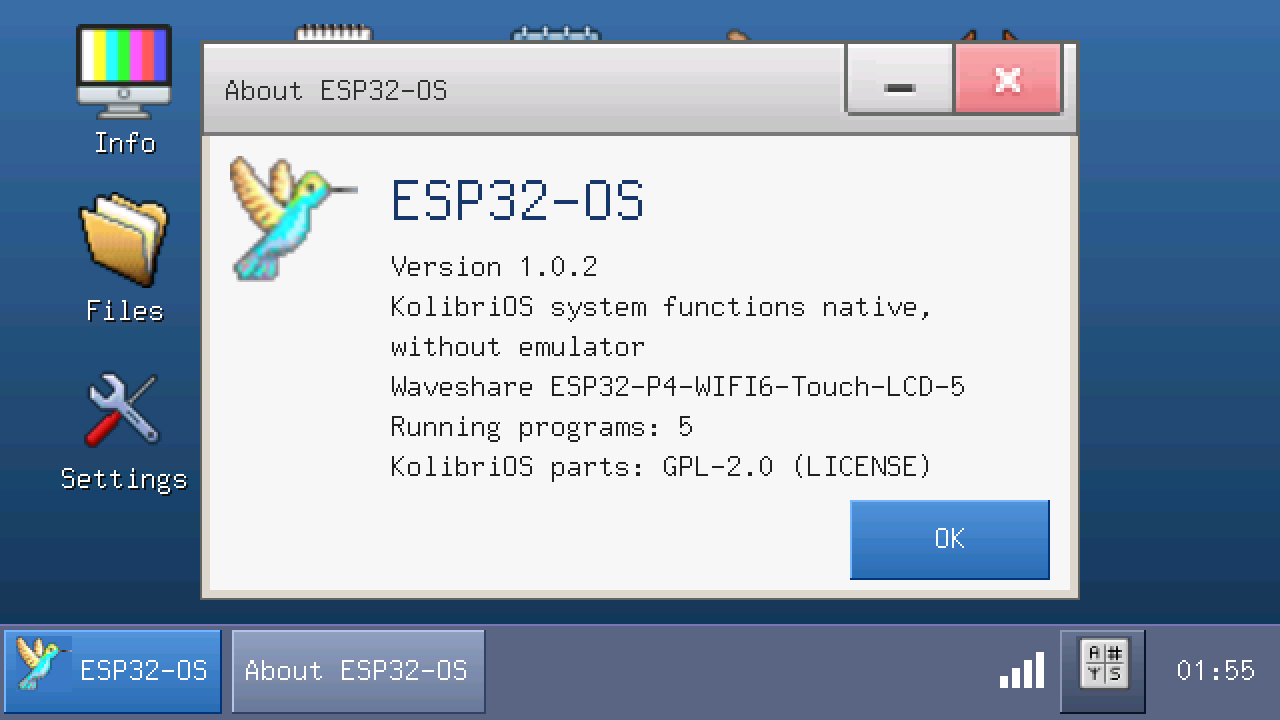 Info
Files
Settings
About ESP32-OS
ESP32-OS
Version 1.0.2
KolibriOS system functions native,
without emulator
Waveshare ESP32-P4-WIFI6-Touch-LCD-5
Running programs: 5
KolibriOS parts: GPL-2.0 (LICENSE)
OK
ESP32-OS
About ESP32-OS
A #
Y S
01:55